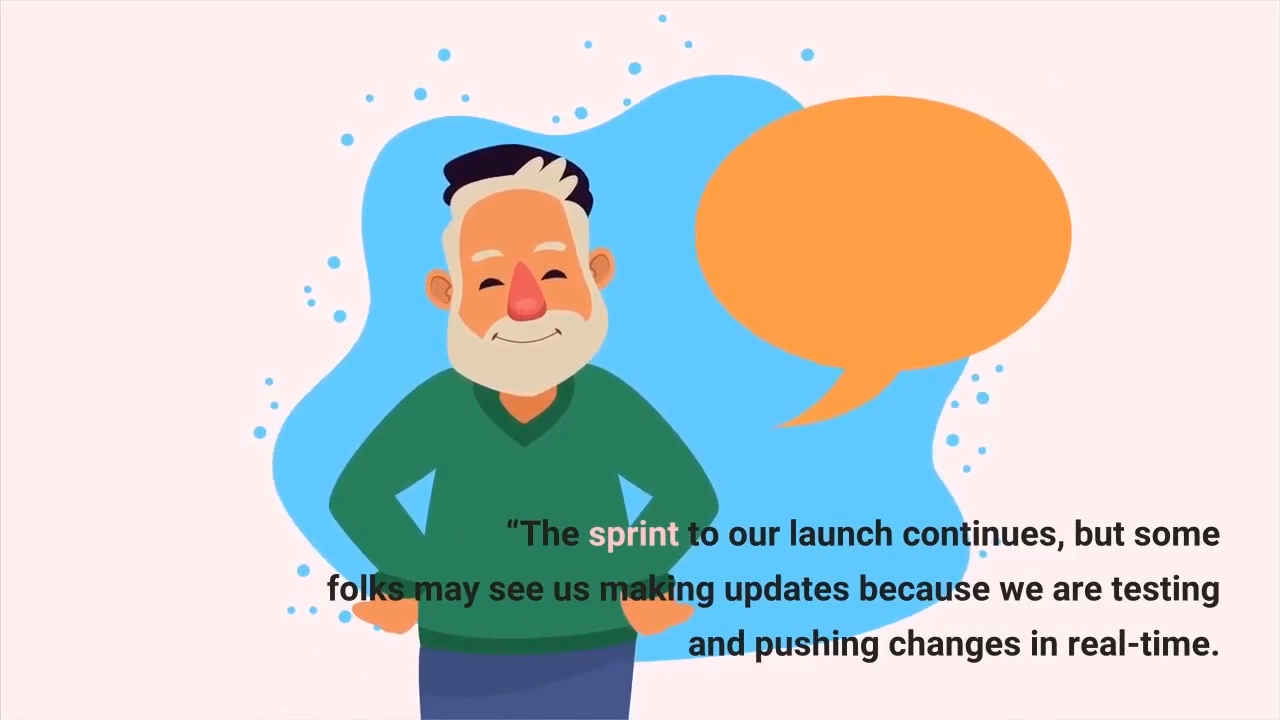 “The sprint to our launch continues, but some
folks may see us making updates because we are testing
and pushing changes in real-time.